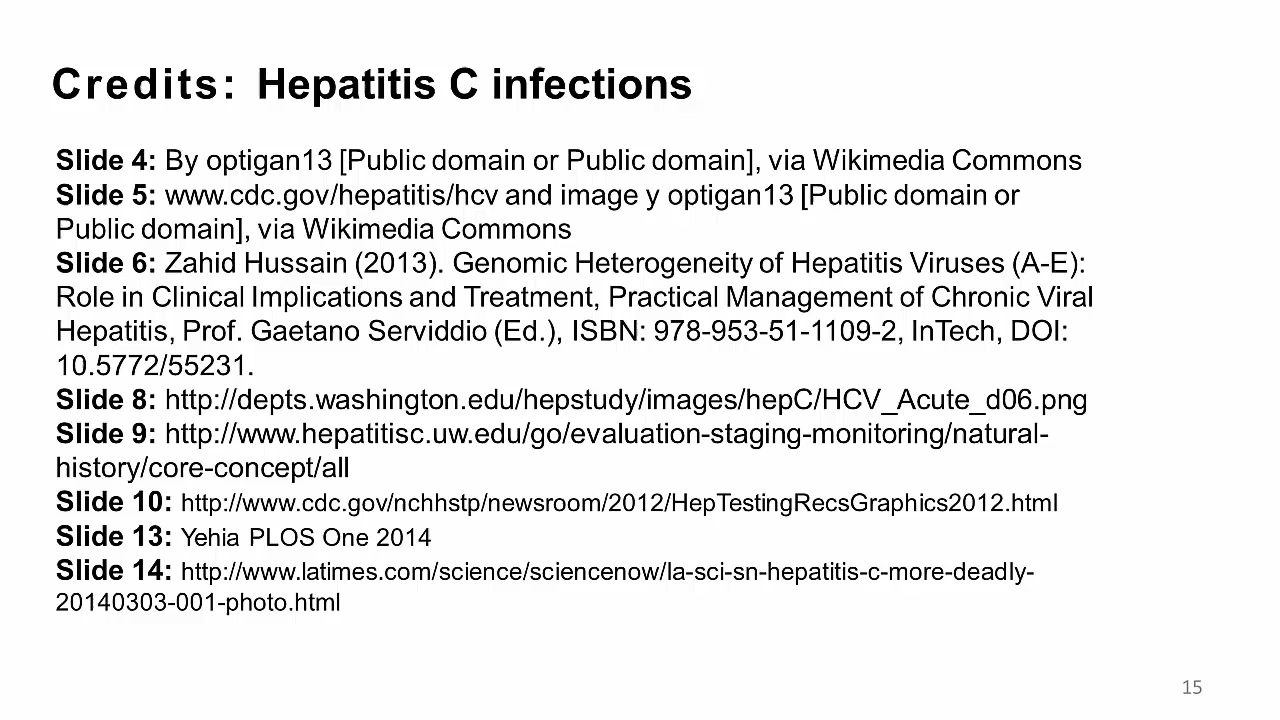 Credits: Hepatitis C infections
Slide 4: By optigan13 [Public domain or Public domain], via Wikimedia Commons
Slide 5: www.cdc.gov/hepatitis/hcv and image y optigan13 [Public domain or
Public domain], via Wikimedia Commons
Slide 6: Zahid Hussain (2013). Genomic Heterogeneity of Hepatitis Viruses (A-E):
Role in Clinical Implications and Treatment, Practical Management of Chronic Viral
Hepatitis, Prof. Gaetano Serviddio (Ed.), ISBN: 978-953-51-1109-2, InTech, DOI:
10.5772/55231.
Slide 8: http://depts.washington.edu/hepstudy/images/hepC/HCV_Acute_d06.png
Slide 9: http://www.hepatitisc.uw.edu/go/evaluation-staging-monitoring/natural-
history/core-concept/all
Slide 10: http://www.cdc.gov/nchhstp/newsroom/2012/HepTestingRecsGraphics2012.html
Slide 13: Yehia PLOS One 2014
Slide 14: http://www.latimes.com/science/sciencenow/la-sci-sn-hepatitis-c-more-deadly-
20140303-001-photo.html
15